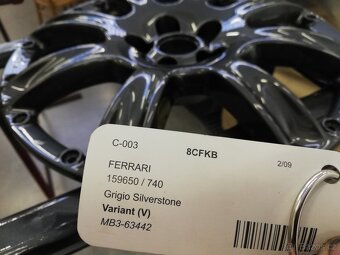 C-003 8CFKB 2/09
FERRARI
159650 / 740
Grigio Silverstone
Variant (V)
MB3-63442